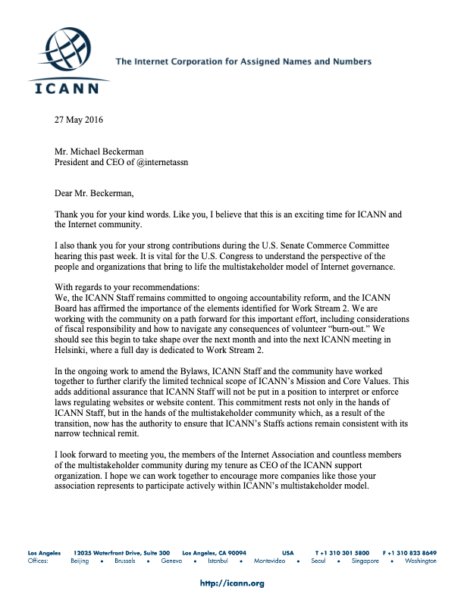 The Internet Corporation for Assigned Names and Numbers
ICANN
27 May 2016
Mr. Michael Beckerman
President and CEO of @internetassn
Dear Mr. Beckerman,
Thank you for your kind words. Like you, I believe that this is an exciting time for ICANN and
the Internet community.
I also thank you for your strong contributions during the U.S. Senate Commerce Committee
hearing this past week. It is vital for the U.S. Congress to understand the perspective of the
people and organizations that bring to life the multistakeholder model of Internet governance.
With regards to your recommendations:
We, the ICANN Staff remains committed to ongoing accountability reform, and the ICANN
Board has affirmed the importance of the elements identified for Work Stream 2. We are
working with the community on a path forward for this important effort, including considerations
of fiscal responsibility and how to navigate any consequences of volunteer “burn-out.” We
should see this begin to take shape over the next month and into the next ICANN meeting in
Helsinki, where a full day is dedicated to Work Stream 2.
In the ongoing work to amend the Bylaws, ICANN Staff and the community have worked
together to further clarify the limited technical scope of ICANN’s Mission and Core Values. This
adds additional assurance that ICANN Staff will not be put in a position to interpret or enforce
laws regulating websites or website content. This commitment rests not only in the hands of
ICANN Staff, but in the hands of the multistakeholder community which, as a result of the
transition, now has the authority to ensure that ICANN’s Staffs actions remain consistent with its
narrow technical remit.
I look forward to meeting you, the members of the Internet Association and countless members
of the multistakeholder community during my tenure as CEO of the ICANN support
organization. I hope we can work together to encourage more companies like those your
association represents to participate actively within ICANN’s multistakeholder model.
Los Angeles 12025 Waterfront Drive, Suite 300 Los Angeles, CA 90094 USA T +1 310 301 5800 F +1 310 823 8649
Offices: Beijing • Brussels • Geneva • Istanbul • Montevideo • Seoul • Singapore • Washington
http://icann.org